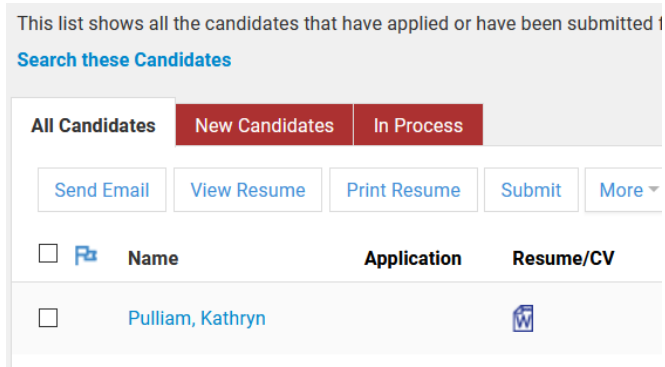 This list shows all the candidates that have applied or have been submitted
Search these Candidates
All Candidates New Candidates In Process
Send Email View Resume Print Resume Submit More
Name Application Resume/CV
Pulliam, Kathryn W